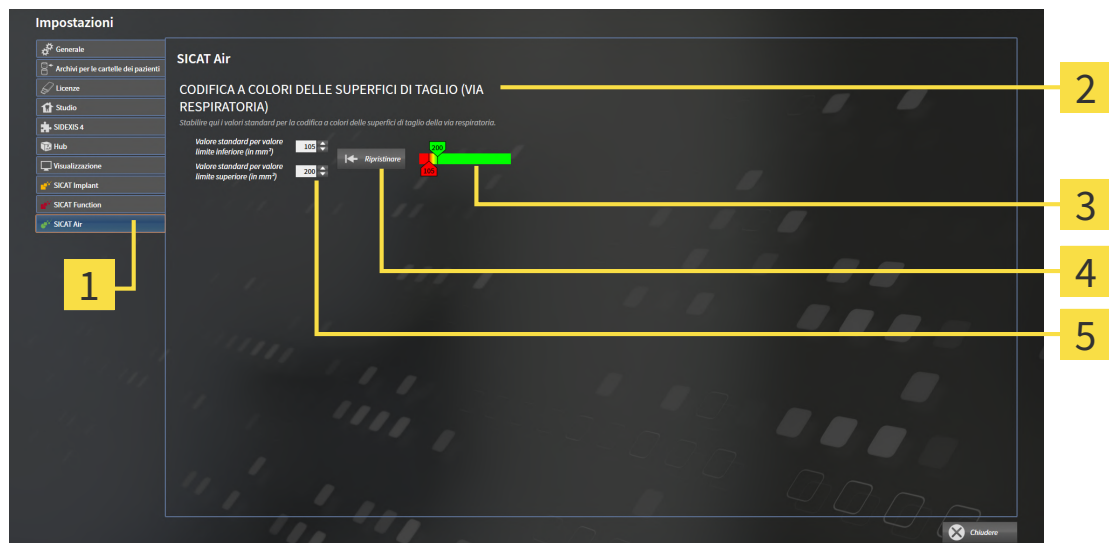 Impostazioni
Generale
Archivi per le cartelle dei pazienti
Licenze
Studio
SIDEXIS 4
Hub
Visualizzazione
SICAT Implant
SICAT Function
SICAT Air
SICAT Air
CODIFICA A COLORI DELLE SUPERFICI DI TAGLIO (VIA
RESPIRATORIA)
Stabilire qui i valori standard per la codifica a colori delle superfici di taglio della via respiratoria.
Valore standard per valore
limite inferiore (in mm²)
105
Valore standard per valore
limite superiore (in mm²)
200
Ripristinare
200
Chiudere
1
2
3
4
5